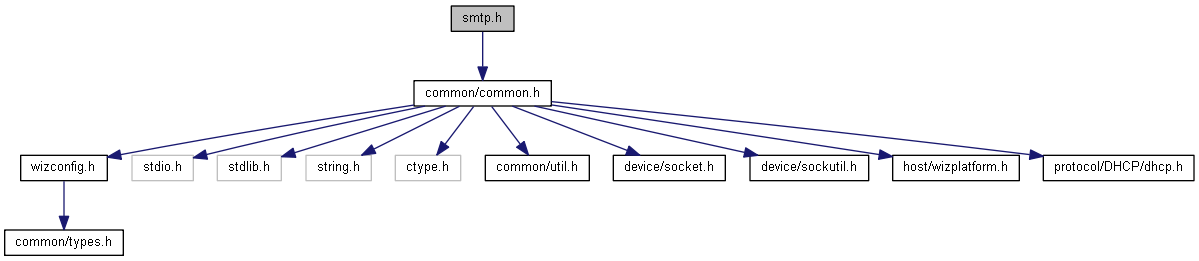 smtp.h
common/common.h
wizconfig.h
stdio.h
stdlib.h
string.h
ctype.h
common/util.h
device/socket.h
device/sockutil.h
host/wizplatform.h
protocol/DHCP/dhcp.h
common/types.h